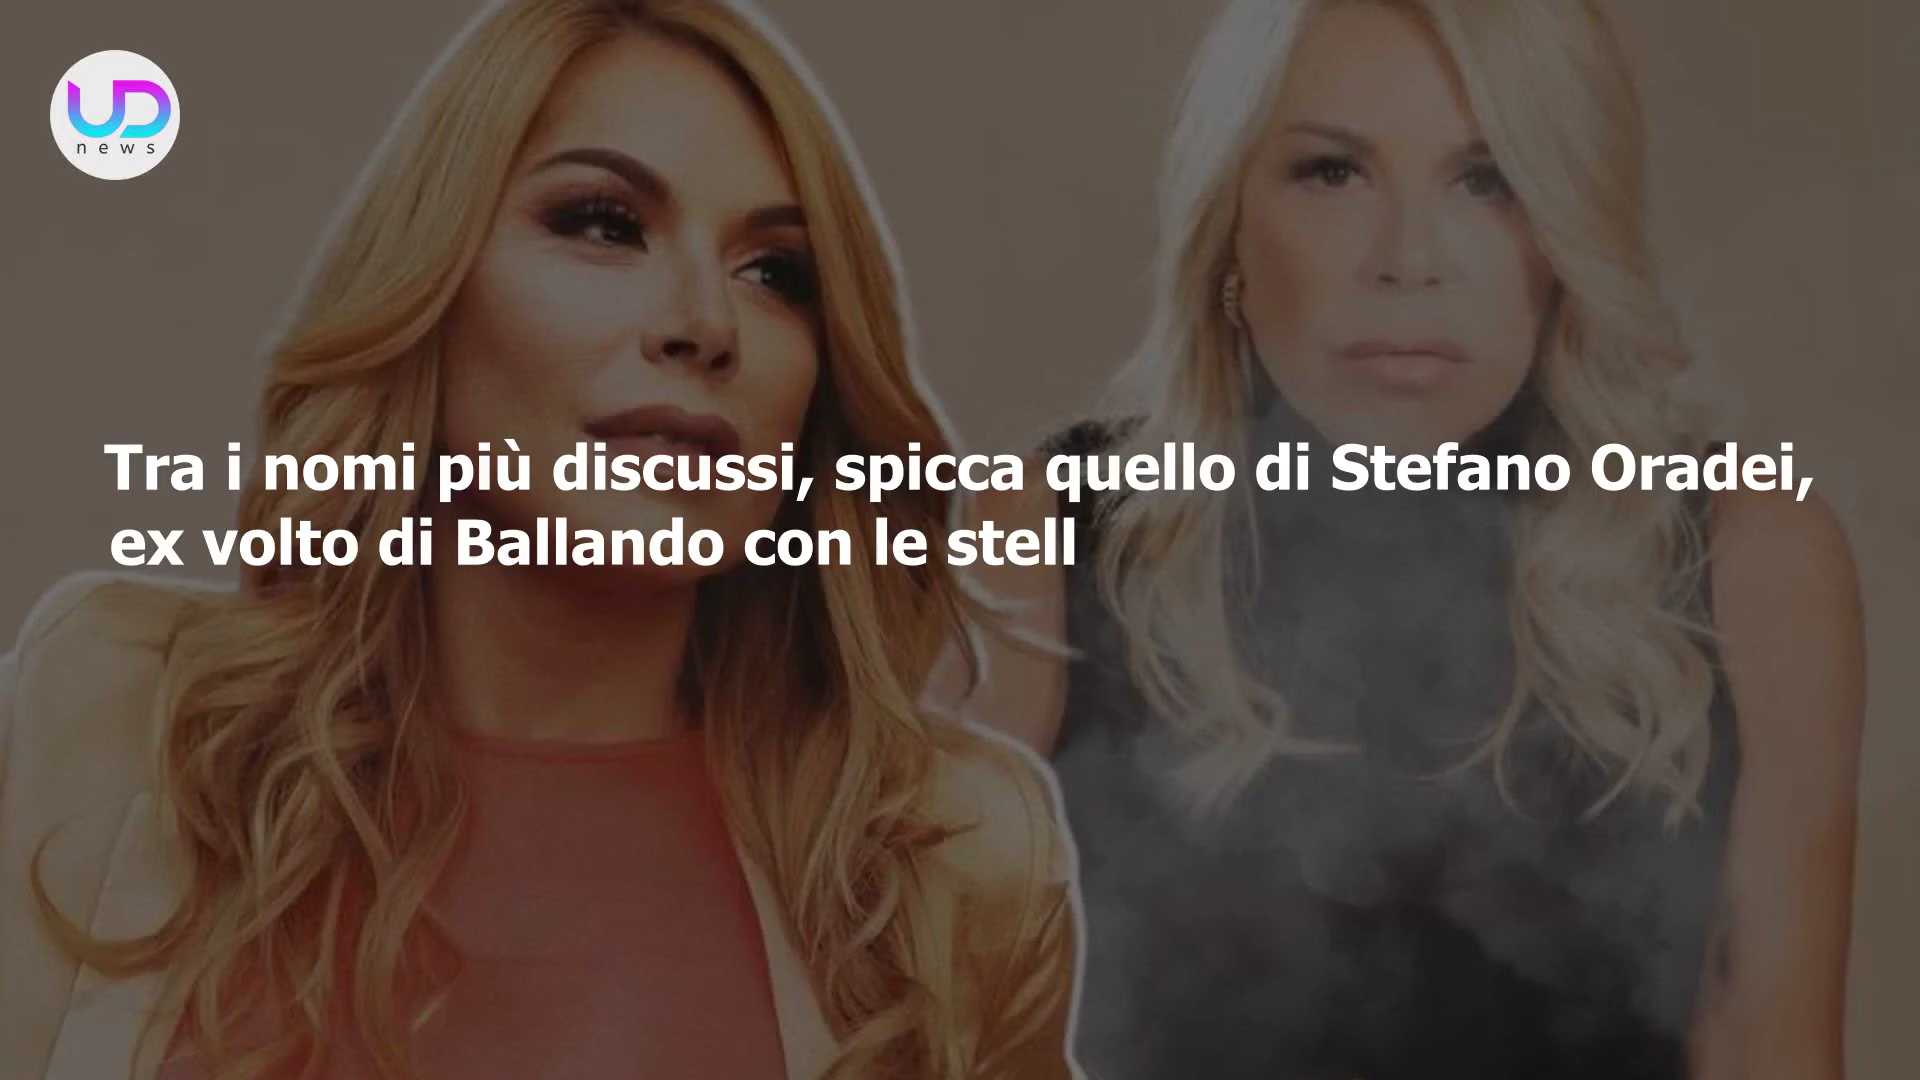 UD
news
Tra i nomi più discussi, spicca quello di Stefano Oradei,
ex volto di Ballando con le stell